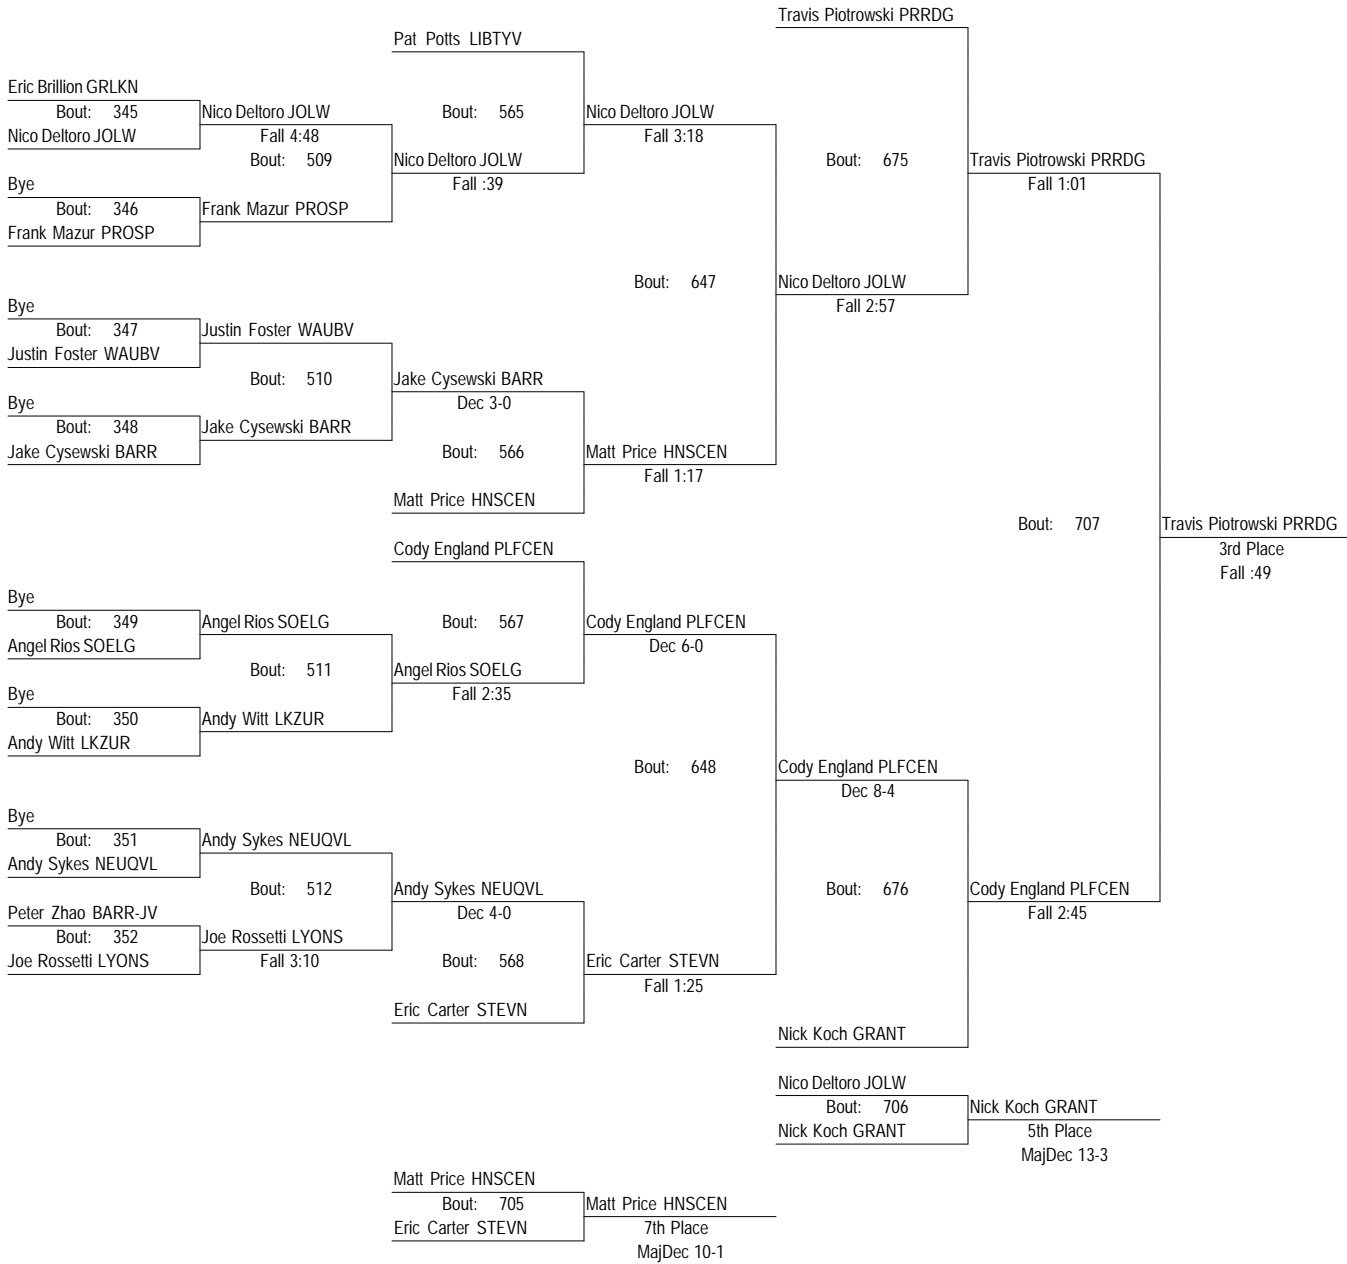 Travis Piotrowski PRRDG
Pat Potts LIBTYV
Eric Brillion GRLKN
Bout: 345
Nico Deltoro JOLW
Bout: 565
Nico Deltoro JOLW
Nico Deltoro JOLW
Fall 4:48
Fall 3:18
Bout: 509
Nico Deltoro JOLW
Bout: 675
Travis Piotrowski PRRDG
Bye
Fall :39
Fall 1:01
Bout: 346
Frank Mazur PROSP
Frank Mazur PROSP
Bout: 647
Nico Deltoro JOLW
Bye
Fall 2:57
Bout: 347
Justin Foster WAUBV
Justin Foster WAUBV
Bout: 510
Jake Cysewski BARR
Bye
Dec 3-0
Bout: 348
Jake Cysewski BARR
Jake Cysewski BARR
Bout: 566
Matt Price HNSCEN
Fall 1:17
Matt Price HNSCEN
Bout: 707
Travis Piotrowski PRRDG
Cody England PLFCEN
3rd Place
Fall :49
Bye
Bout: 349
Angel Rios SOELG
Bout: 567
Cody England PLFCEN
Angel Rios SOELG
Dec 6-0
Bout: 511
Angel Rios SOELG
Bye
Fall 2:35
Bout: 350
Andy Witt LKZUR
Andy Witt LKZUR
Bout: 648
Cody England PLFCEN
Dec 8-4
Bye
Bout: 351
Andy Sykes NEUQVL
Andy Sykes NEUQVL
Bout: 512
Andy Sykes NEUQVL
Bout: 676
Cody England PLFCEN
Peter Zhao BARR-JV
Dec 4-0
Fall 2:45
Bout: 352
Joe Rossetti LYONS
Joe Rossetti LYONS
Fall 3:10
Bout: 568
Eric Carter STEVN
Fall 1:25
Eric Carter STEVN
Nick Koch GRANT
Nico Deltoro JOLW
Bout: 706
Nick Koch GRANT
Nick Koch GRANT
5th Place
MajDec 13-3
Matt Price HNSCEN
Bout: 705
Matt Price HNSCEN
Eric Carter STEVN
7th Place
MajDec 10-1